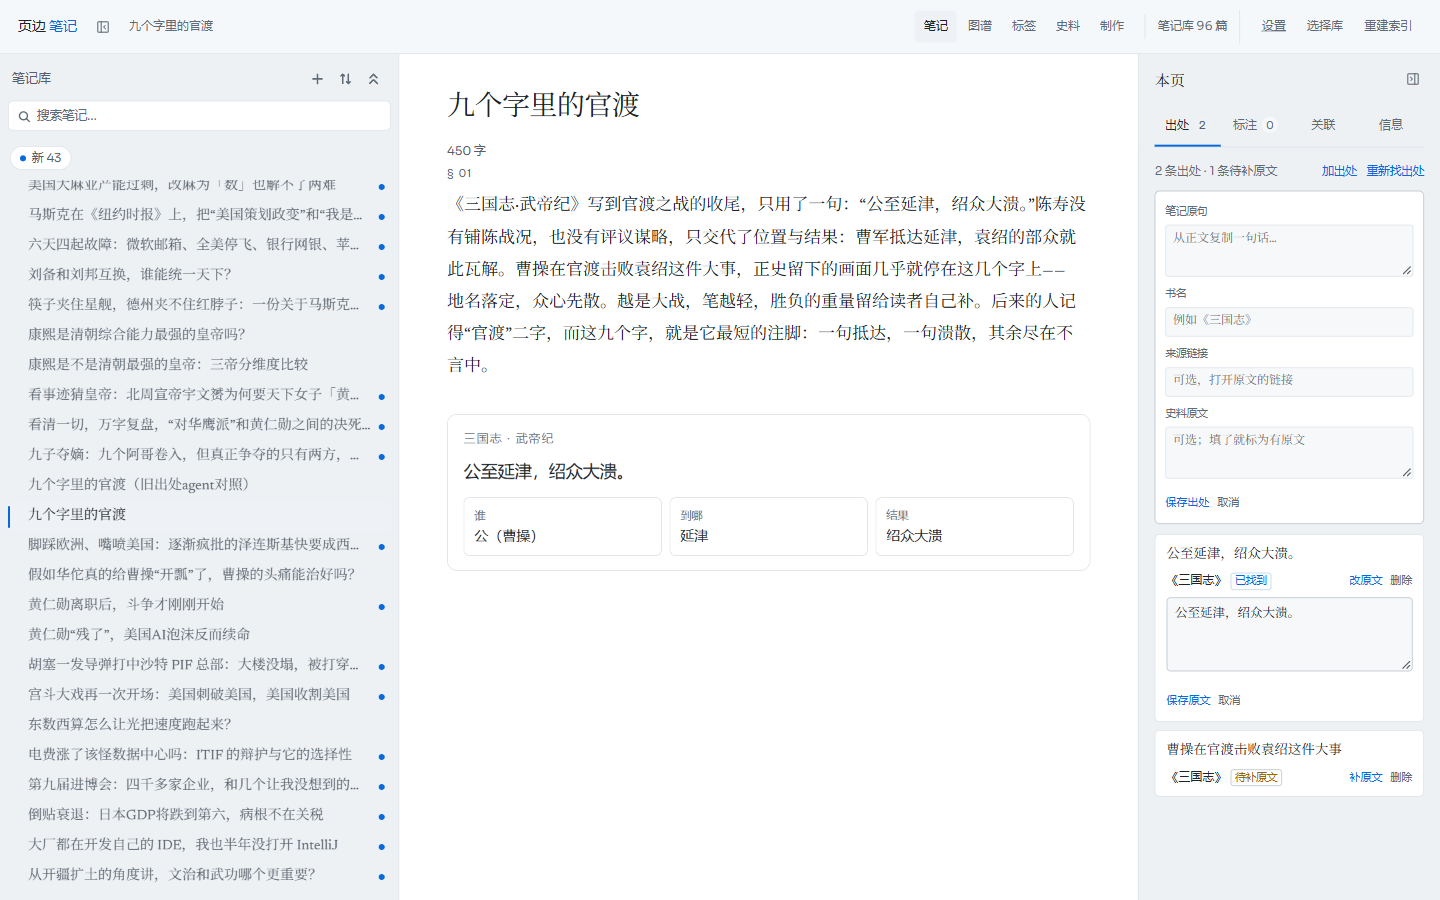 页边 笔记
九个字里的官渡
笔记 图谱 标签 史料 制作 笔记库 96 篇 设置 选择库 重建索引
笔记库
搜索笔记...
新 43
美国大麻业产能过剩，改麻为「数」也解不了两难
马斯克在《纽约时报》上，把“美国策划政变”和“我是...
六天四起故障：微软邮箱、全美停飞、银行网银、苹...
刘备和刘邦互换，谁能统一天下？
筷子夹住星舰，德州夹不住红脖子：一份关于马斯克...
康熙是清朝综合能力最强的皇帝吗？
康熙是不是清朝最强的皇帝：三帝分维度比较
看事迹猜皇帝：北周宣帝宇文赟为何要天下女子「黄...
看清一切，万字复盘，“对华鹰派”和黄仁勋之间的决死...
九子夺嫡：九个阿哥卷入，但真正争夺的只有两方，...
九个字里的官渡（旧出处agent对照）
九个字里的官渡
脚踩欧洲、嘴喷美国：逐渐疯批的泽连斯基快要成西...
假如华佗真的给曹操“开瓢”了，曹操的头痛能治好吗？
黄仁勋离职后，斗争才刚刚开始
黄仁勋“残了”，美国AI泡沫反而续命
胡塞一发导弹打中沙特 PIF 总部：大楼没塌，被打穿...
宫斗大戏再一次开场：美国刺破美国，美国收割美国
东数西算怎么让光把速度跑起来？
电费涨了该怪数据中心吗：ITIF 的辩护与它的选择性
第九届进博会：四千多家企业，和几个让我没想到的...
倒贴衰退：日本GDP将跌到第六，病根不在关税
大厂都在开发自己的 IDE，我也半年没打开 IntelliJ
从开疆扩土的角度讲，文治和武功哪个更重要？
九个字里的官渡
450 字
§ 01
《三国志·武帝纪》写到官渡之战的收尾，只用了一句：“公至延津，绍众大溃。”陈寿没
有铺陈战况，也没有评议谋略，只交代了位置与结果：曹军抵达延津，袁绍的部众就
此瓦解。曹操在官渡击败袁绍这件大事，正史留下的画面几乎就停在这几个字上——
地名落定，众心先散。越是大战，笔越轻，胜负的重量留给读者自己补。后来的人记
得“官渡”二字，而这九个字，就是它最短的注脚：一句抵达，一句溃散，其余尽在不
言中。
三国志 · 武帝纪
公至延津，绍众大溃。
谁 到哪 结果
公（曹操） 延津 绍众大溃
本页
出处 2 标注 0 关联 信息
2 条出处 · 1 条待补原文 加出处 重新找出处
笔记原句
从正文复制一句话...
书名
例如《三国志》
来源链接
可选，打开原文的链接
史料原文
可选；填了就标为有原文
保存出处 取消
公至延津，绍众大溃。
《三国志》 已找到 改原文 删除
公至延津，绍众大溃。
保存原文 取消
曹操在官渡击败袁绍这件大事
《三国志》 待补原文 补原文 删除